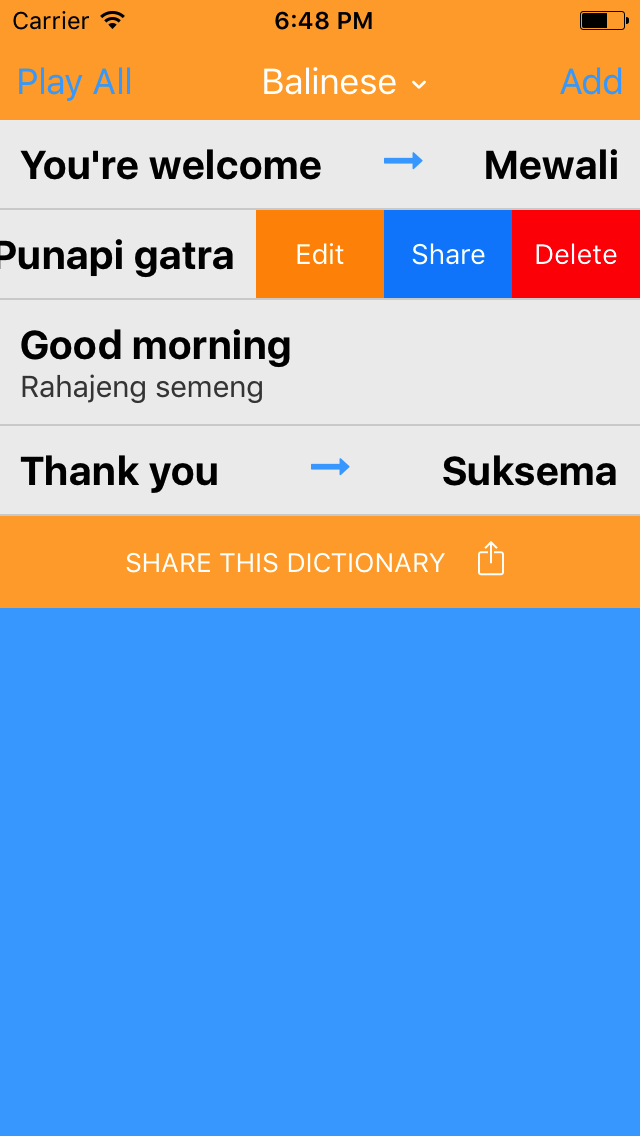 Carrier 6:48 PM
Play All Balinese Add
You're welcome → Mewali
Punapi gatra Edit Share Delete
Good morning
Rahajeng semeng
Thank you → Suksema
SHARE THIS DICTIONARY